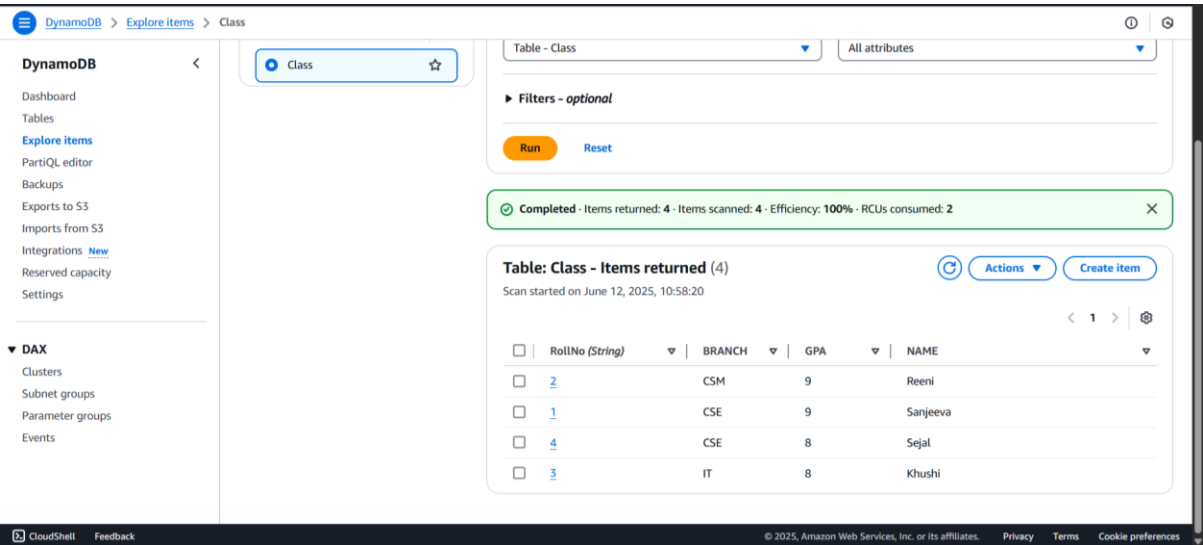 DynamoDB > Explore items > Class
DynamoDB
Dashboard
Tables
Explore items
PartiQL editor
Backups
Exports to S3
Imports from S3
Integrations New
Reserved capacity
Settings
DAX
Clusters
Subnet groups
Parameter groups
Events
Class
Table - Class All attributes
Filters - optional
Run Reset
Completed · Items returned: 4 · Items scanned: 4 · Efficiency: 100% · RCUs consumed: 2
Table: Class - Items returned (4)
Actions Create item
Scan started on June 12, 2025, 10:58:20
< 1 >
RollNo (String) BRANCH GPA NAME
2 CSM 9 Reeni
1 CSE 9 Sanjeeva
4 CSE 8 Sejal
3 IT 8 Khushi
CloudShell Feedback © 2025, Amazon Web Services, Inc. or its affiliates. Privacy Terms Cookie preferences